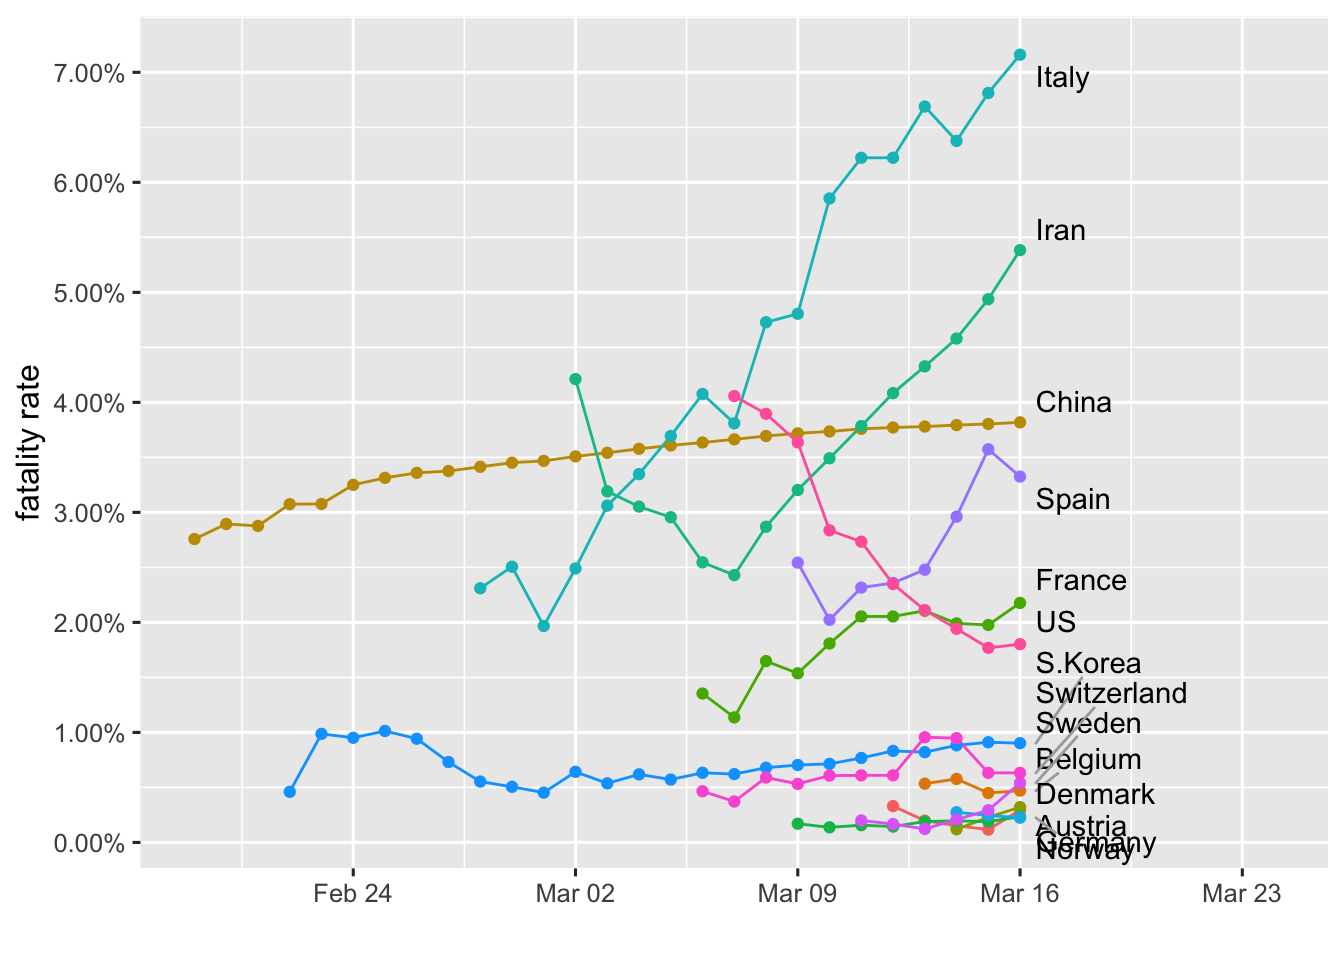 7.00%
6.00%
5.00%
4.00%
3.00%
2.00%
1.00%
0.00%
fatality rate
Italy
Iran
China
Spain
France
US
S.Korea
Switzerland
Sweden
Belgium
Denmark
Austria
Germany
Norway
Feb 24
Mar 02
Mar 09
Mar 16
Mar 23